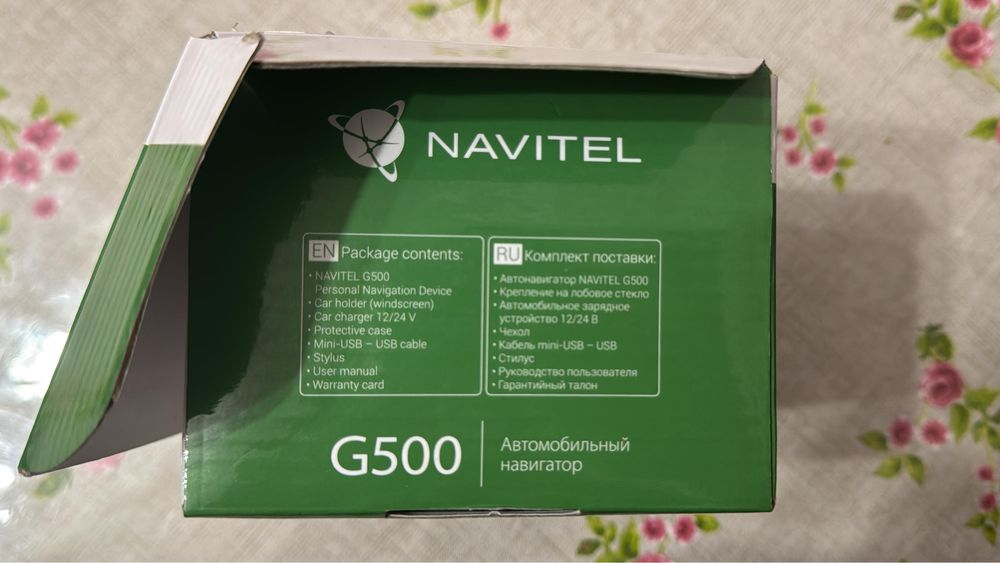 NAVITEL
EN Package contents:
• NAVITEL G500
Personal Navigation Device
• Car holder (windscreen)
• Car charger 12/24 V
• Protective case
• Mini-USB – USB cable
• Stylus
• User manual
• Warranty card
RU Комплект поставки:
• Автонавигатор NAVITEL G500
• Крепление на лобовое стекло
• Автомобильное зарядное
устройство 12/24 В
• Чехол
• Кабель mini-USB – USB
• Стилус
• Руководство пользователя
• Гарантийный талон
G500
Автомобильный
навигатор